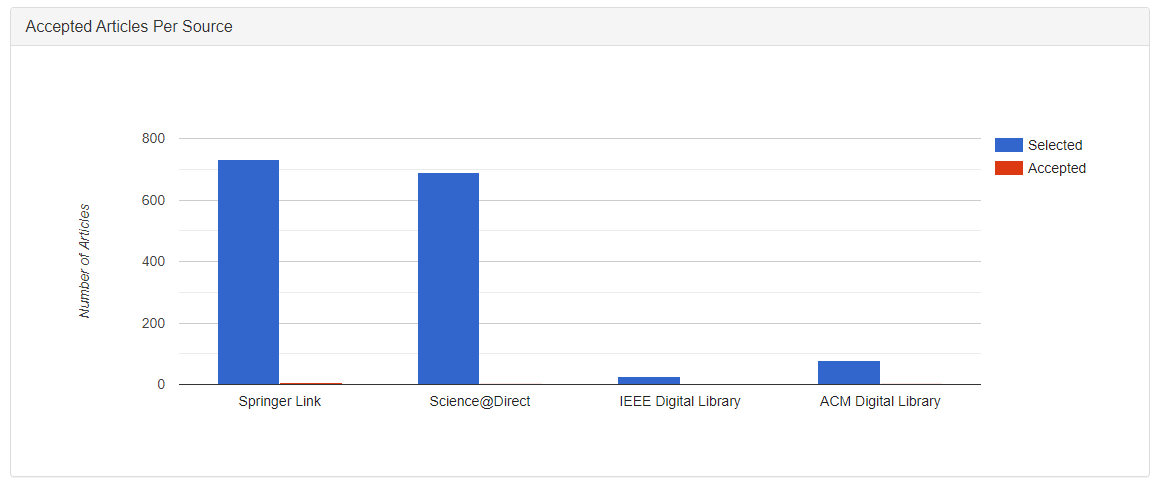 Accepted Articles Per Source
800
600
400
200
0
Number of Articles
Springer Link
Science@Direct
IEEE Digital Library
ACM Digital Library
Selected
Accepted